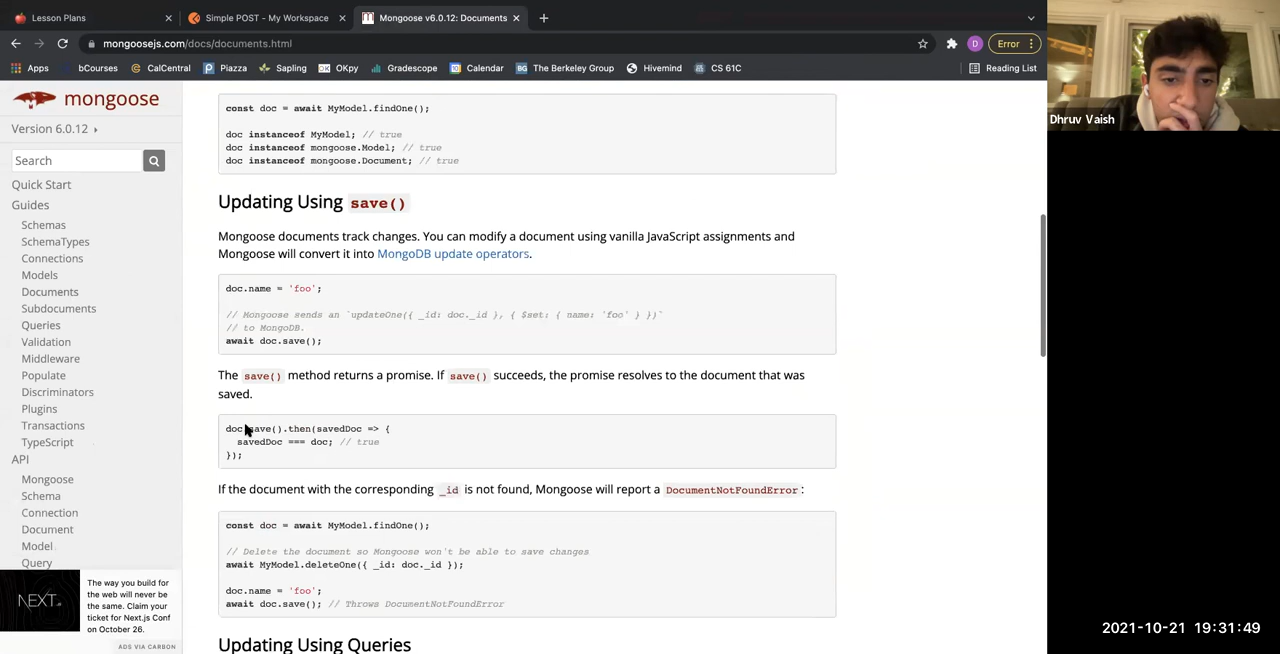 Lesson Plans
Simple POST - My Workspace
Mongoose v6.0.12: Documents
mongoosejs.com/docs/documents.html
D
Error
Apps
bCourses
CalCentral
Piazza
Sapling
OKpy
Gradescope
Calendar
The Berkeley Group
Hivemind
CS 61C
Reading List
mongoose
Version 6.0.12
Search
Quick Start
Guides
Schemas
SchemaTypes
Connections
Models
Documents
Subdocuments
Queries
Validation
Middleware
Populate
Discriminators
Plugins
Transactions
TypeScript
API
Mongoose
Schema
Connection
Document
Model
Query
NEXT.js
The way you build for
the web will never be
the same. Claim your
ticket for Next.js Conf
on October 26.
ADS VIA CARBON
const doc = await MyModel.findOne();
doc instanceof MyModel; // true
doc instanceof mongoose.Model; // true
doc instanceof mongoose.Document; // true
Updating Using save()
Mongoose documents track changes. You can modify a document using vanilla JavaScript assignments and
Mongoose will convert it into MongoDB update operators.
doc.name = 'foo';
// Mongoose sends an `updateOne({ _id: doc._id }, { $set: { name: 'foo' } })`
// to MongoDB.
await doc.save();
The save() method returns a promise. If save() succeeds, the promise resolves to the document that was
saved.
doc.save().then(savedDoc => {
savedDoc === doc; // true
});
If the document with the corresponding _id is not found, Mongoose will report a DocumentNotFoundError:
const doc = await MyModel.findOne();
// Delete the document so Mongoose won't be able to save changes
await MyModel.deleteOne({ _id: doc._id });
doc.name = 'foo';
await doc.save(); // Throws DocumentNotFoundError
Updating Using Queries
Dhruv Vaish
2021-10-21 19:31:49